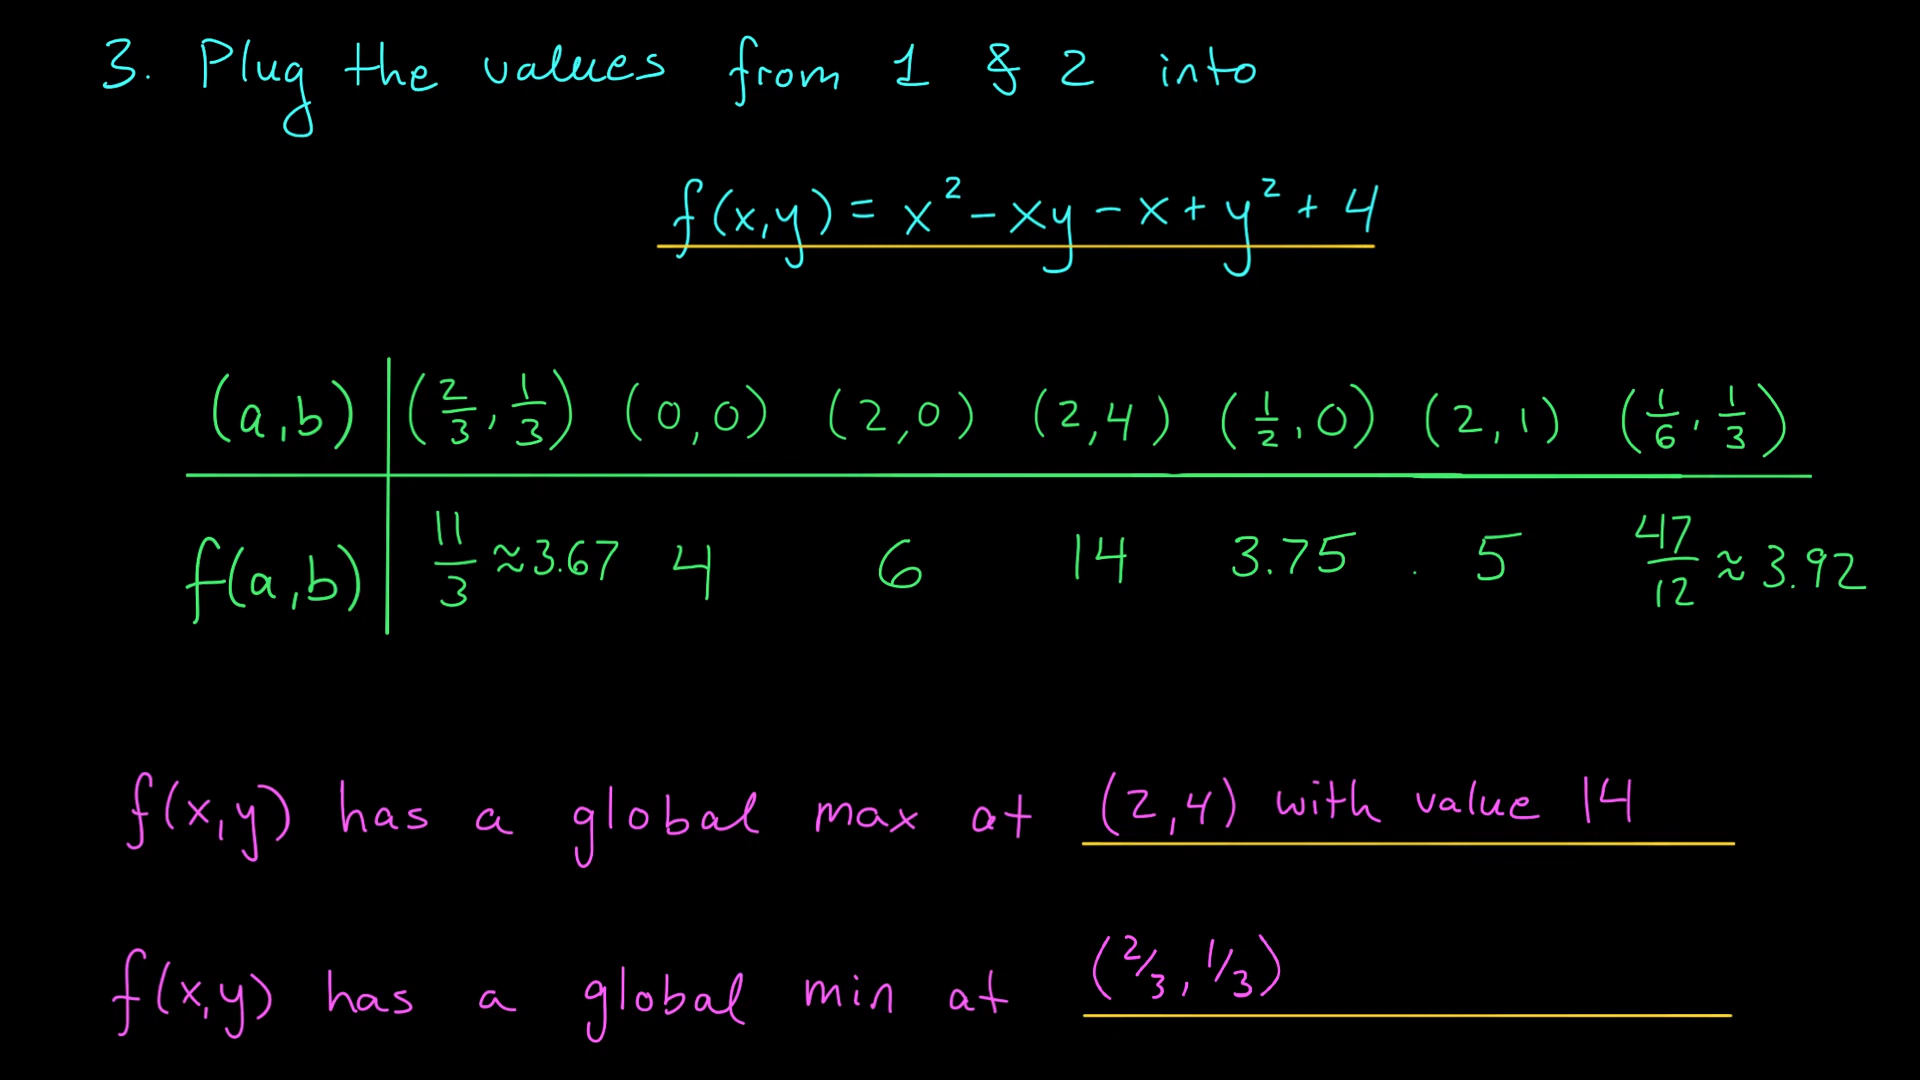 3. Plug the values from 1 & 2 into
f(x,y) = x² - xy - x + y² + 4
(a,b) (2/3, 1/3) (0,0) (2,0) (2,4) (1/2, 0) (2,1) (1/6, 1/3)
f(a,b) 11/3 ≈ 3.67 4 6 14 3.75 . 5 47/12 ≈ 3.92
f(x,y) has a global max at (2,4) with value 14
f(x,y) has a global min at (2/3, 1/3)